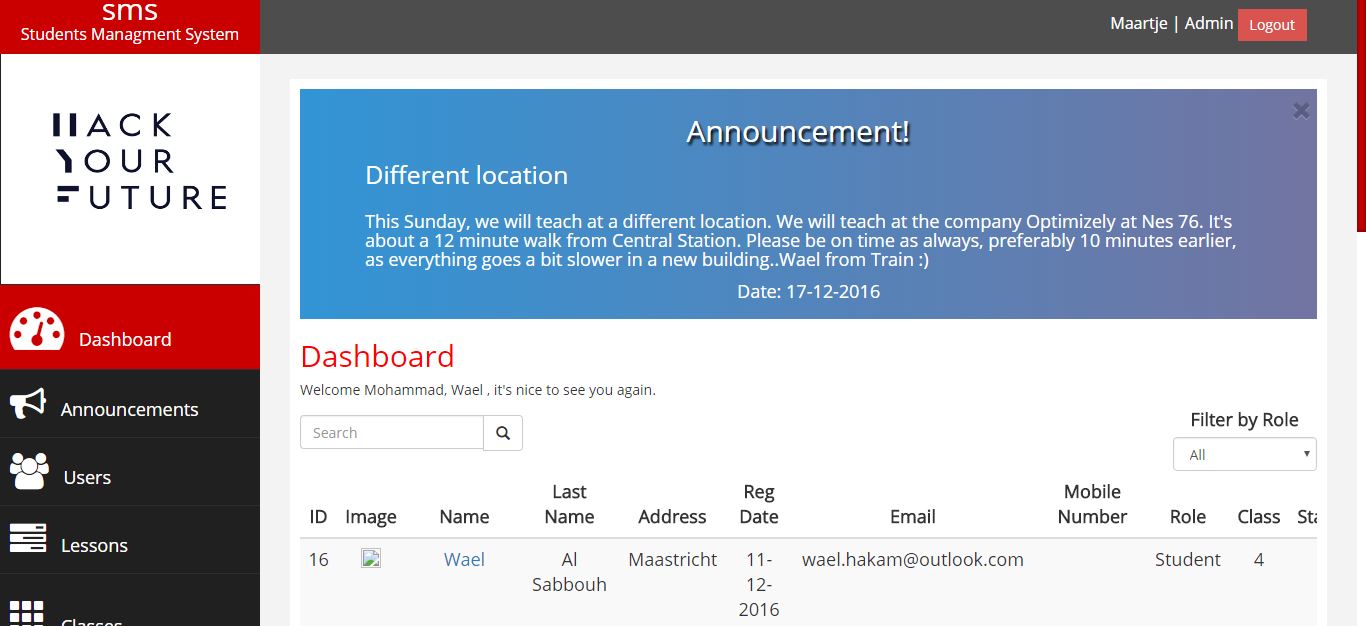 sms
Students Managment System
Maartje | Admin
Logout
HACK
YOUR
FUTURE
Announcement!
Different location
This Sunday, we will teach at a different location. We will teach at the company Optimizely at Nes 76. It's
about a 12 minute walk from Central Station. Please be on time as always, preferably 10 minutes earlier,
as everything goes a bit slower in a new building..Wael from Train :)
Date: 17-12-2016
Dashboard
Announcements
Users
Lessons
Classes
Dashboard
Welcome Mohammad, Wael , it's nice to see you again.
Search
Filter by Role
All
ID Image Name Last Name Address Reg Date Email Mobile Number Role Class
16 Wael Al Sabbouh Maastricht 11-12-2016 wael.hakam@outlook.com Student 4